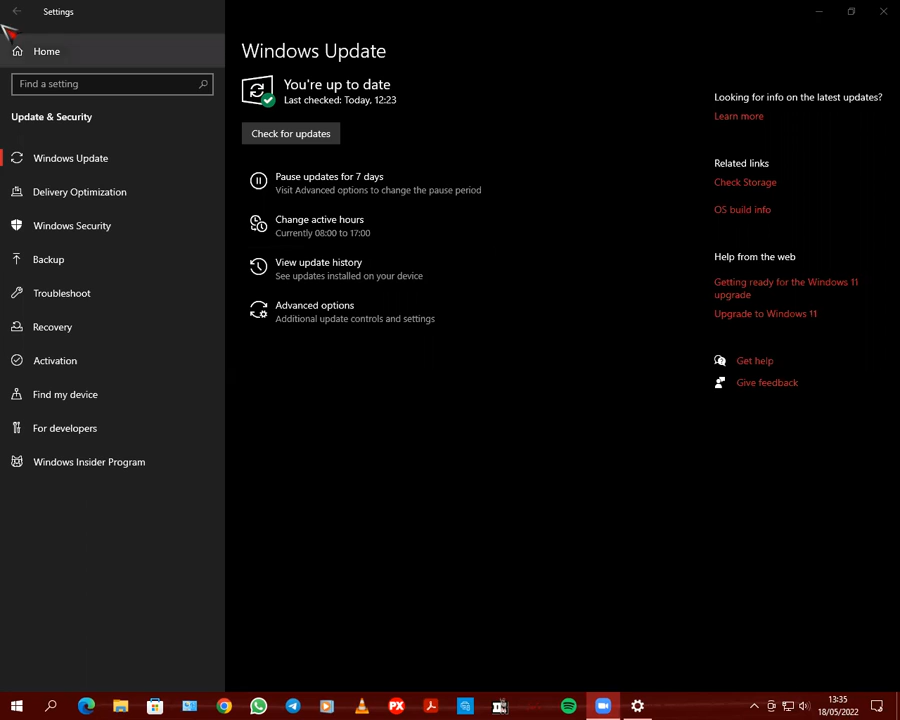 Settings
Home
Find a setting
Update & Security
Windows Update
Delivery Optimization
Windows Security
Backup
Troubleshoot
Recovery
Activation
Find my device
For developers
Windows Insider Program
Windows Update
You're up to date
Last checked: Today, 12:23
Check for updates
Pause updates for 7 days
Visit Advanced options to change the pause period
Change active hours
Currently 08:00 to 17:00
View update history
See updates installed on your device
Advanced options
Additional update controls and settings
Looking for info on the latest updates?
Learn more
Related links
Check Storage
OS build info
Help from the web
Getting ready for the Windows 11
upgrade
Upgrade to Windows 11
Get help
Give feedback
PX
13:35
18/05/2022